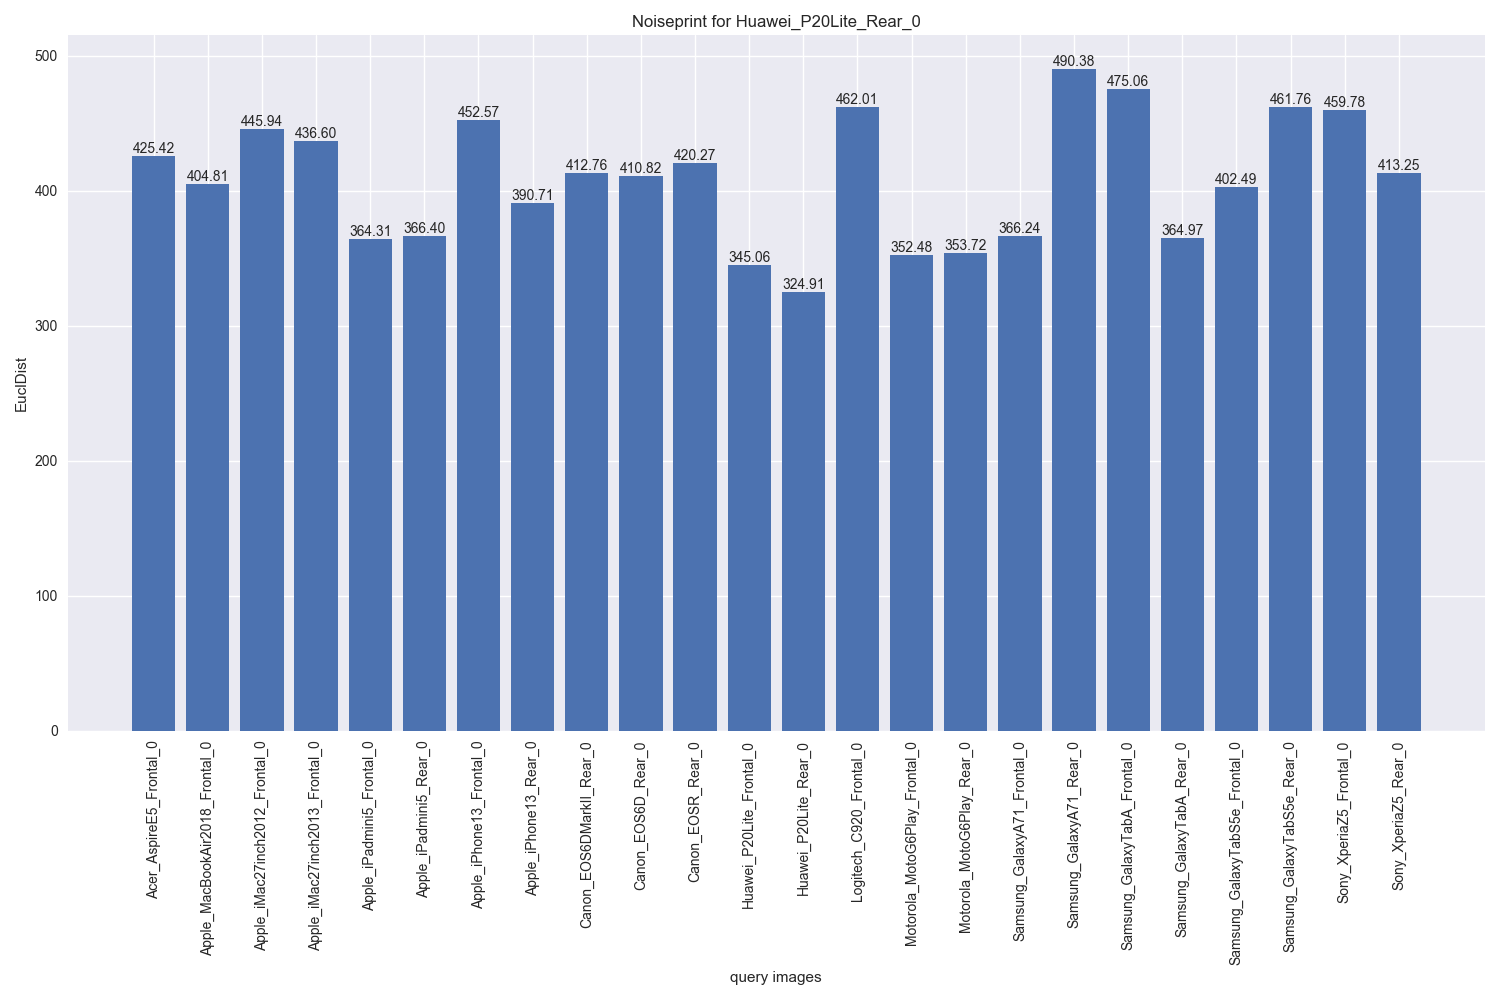 Noiseprint for Huawei_P20Lite_Rear_0
EuclDist
500
400
300
200
100
0
425.42
404.81
445.94
436.60
364.31
366.40
452.57
390.71
412.76
410.82
420.27
345.06
324.91
462.01
352.48
353.72
366.24
490.38
475.06
364.97
402.49
461.76
459.78
413.25
Acer_AspireE5_Frontal_0
Apple_MacBookAir2018_Frontal_0
Apple_iMac27inch2012_Frontal_0
Apple_iMac27inch2013_Frontal_0
Apple_iPadmini5_Frontal_0
Apple_iPadmini5_Rear_0
Apple_iPhone13_Frontal_0
Apple_iPhone13_Rear_0
Canon_EOS6DMarkII_Rear_0
Canon_EOS6D_Rear_0
Canon_EOSR_Rear_0
Huawei_P20Lite_Frontal_0
Huawei_P20Lite_Rear_0
Logitech_C920_Frontal_0
Motorola_MotoG6Play_Frontal_0
Motorola_MotoG6Play_Rear_0
Samsung_GalaxyA71_Frontal_0
Samsung_GalaxyA71_Rear_0
Samsung_GalaxyTabA_Frontal_0
Samsung_GalaxyTabA_Rear_0
Samsung_GalaxyTabS5e_Frontal_0
Samsung_GalaxyTabS5e_Rear_0
Sony_XperiaZ5_Frontal_0
Sony_XperiaZ5_Rear_0
query images